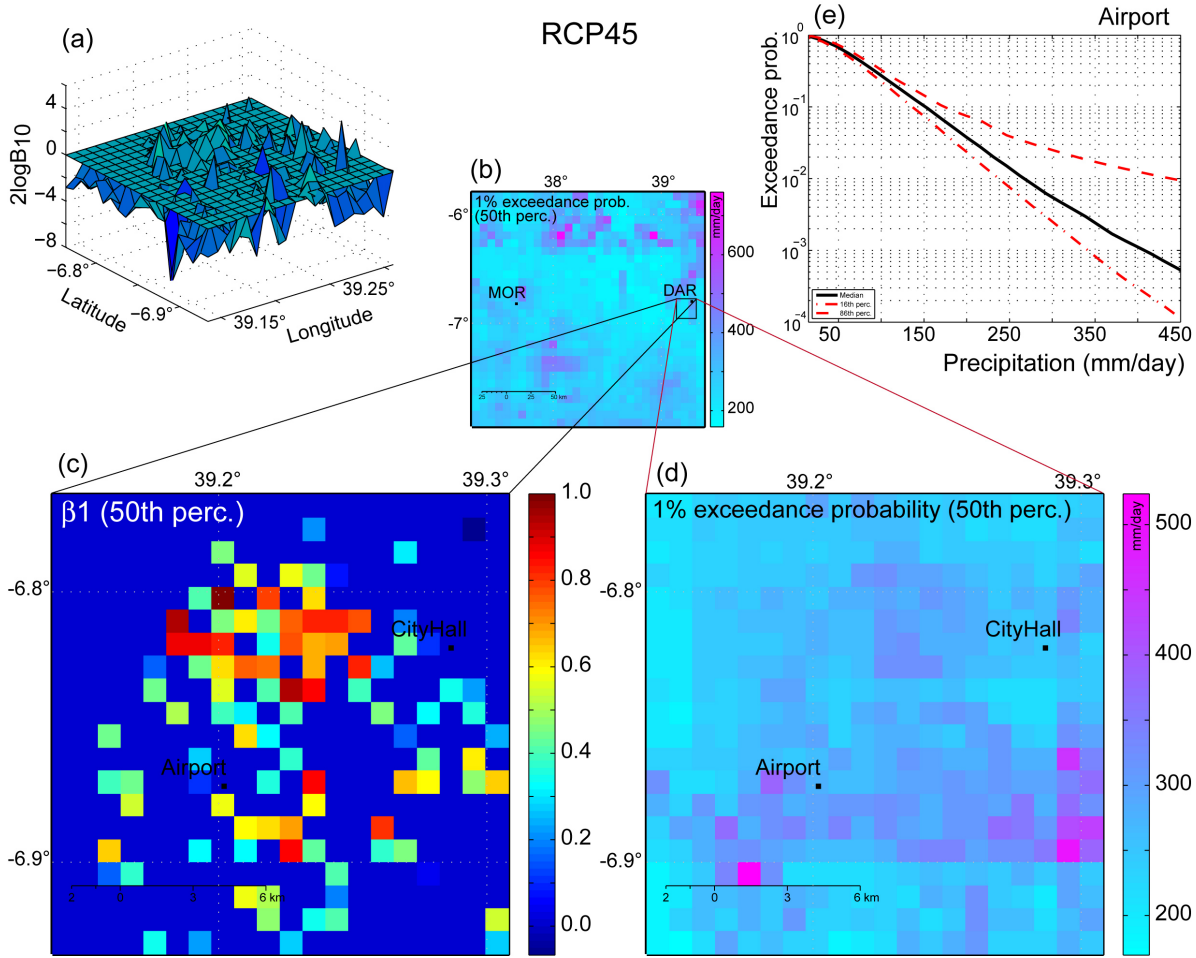 RCP45
(a)
2logB10
4
0
−4
−8
−6.8°
−6.9°
Latitude
39.15°
39.25°
Longitude
(b)
38°
39°
1% exceedance prob.
(50th perc.)
-6°
-7°
MOR
DAR
25 0 25 50 km
mm/day
600
400
200
(e)
Airport
Exceedance prob.
10^0
10^-1
10^-2
10^-3
10^-4
Median
16th perc.
86th perc.
50 150 250 350 450
Precipitation (mm/day)
(c)
39.2°
39.3°
β1 (50th perc.)
-6.8°
-6.9°
CityHall
Airport
2 0 3 6 km
1.0
0.8
0.6
0.4
0.2
0.0
(d)
39.2°
39.3°
1% exceedance probability (50th perc.)
-6.8°
-6.9°
CityHall
Airport
2 0 3 6 km
mm/day
500
400
300
200